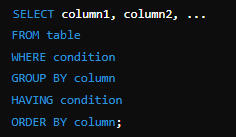 SELECT column1, column2, ...
FROM table
WHERE condition
GROUP BY column
HAVING condition
ORDER BY column;